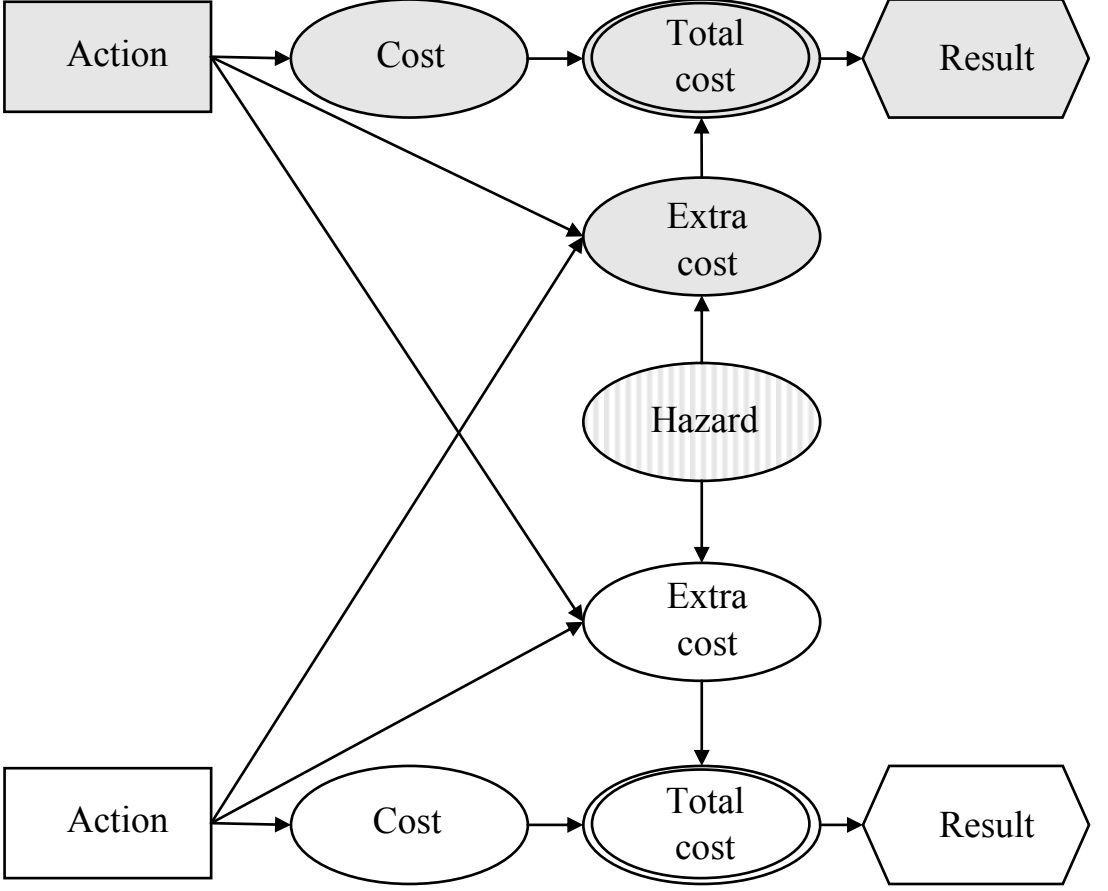 Action
Cost
Total
cost
Result
Extra
cost
Hazard
Extra
cost
Action
Cost
Total
cost
Result